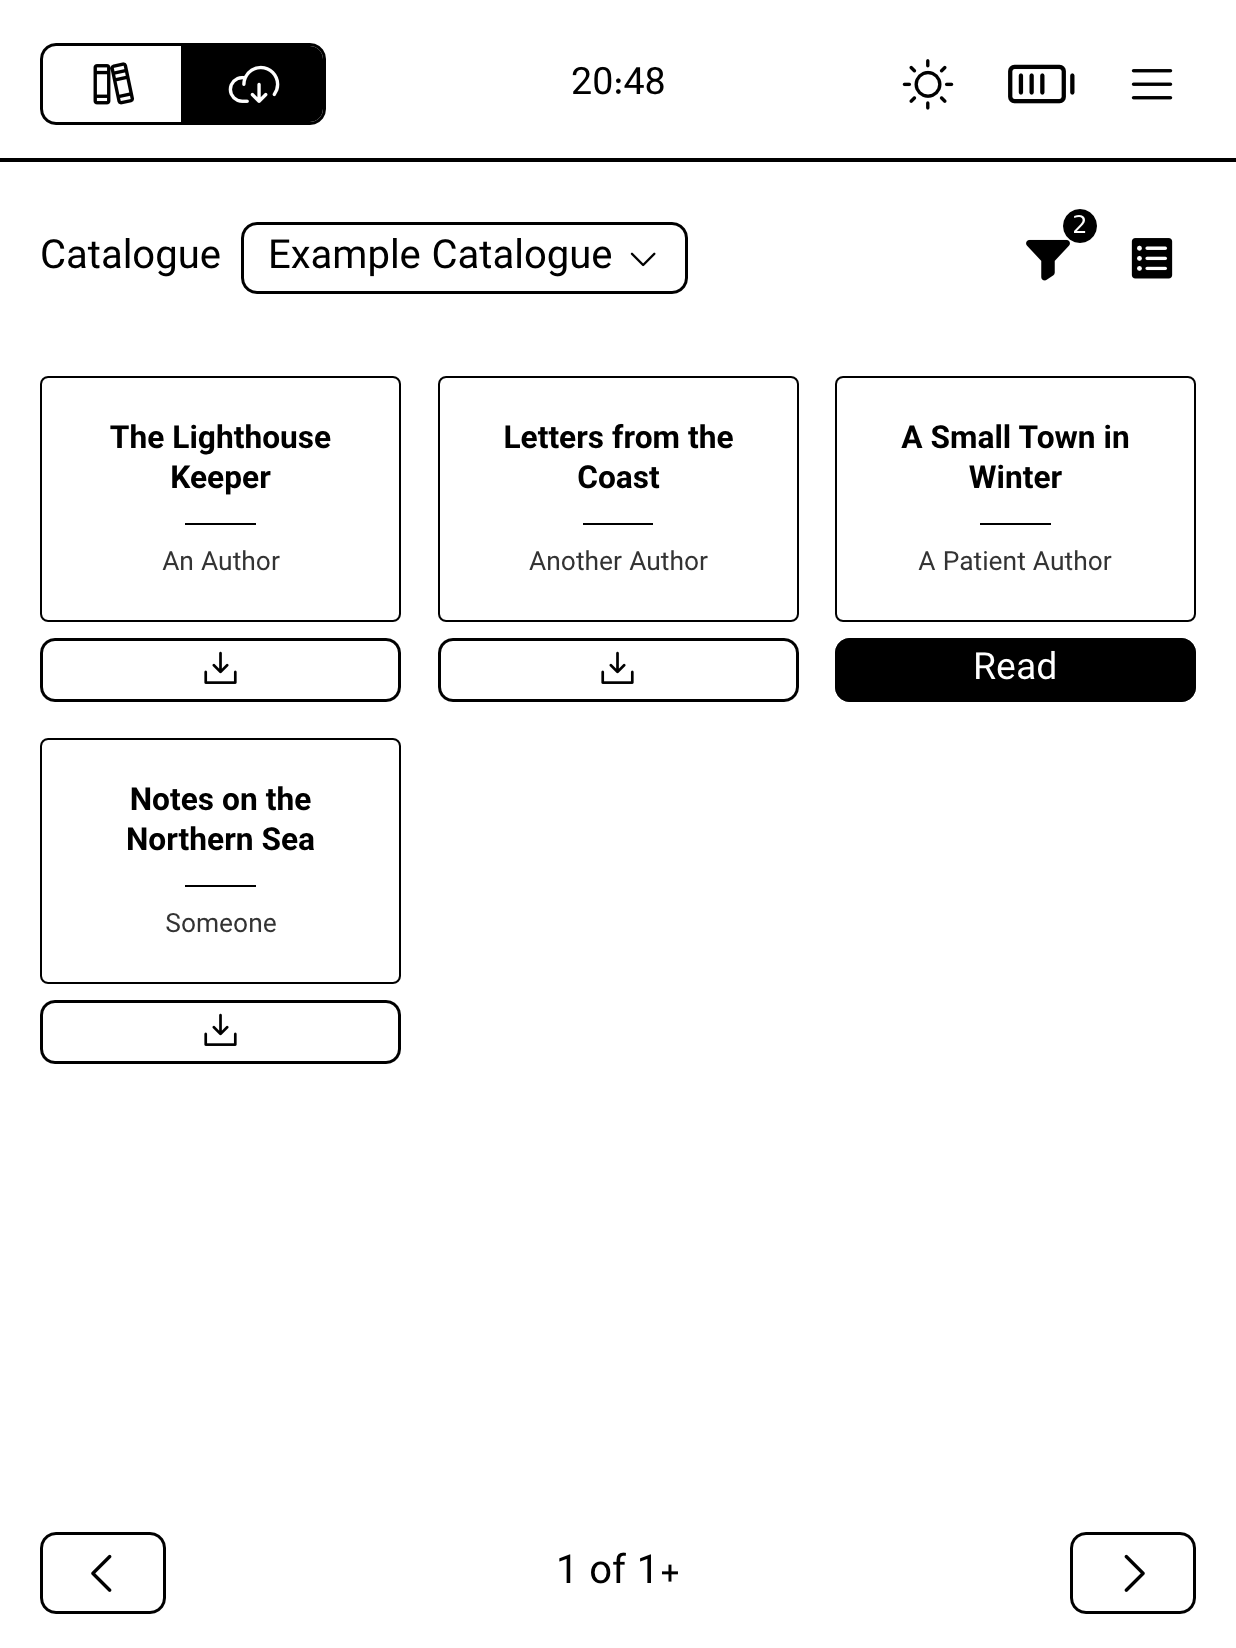 20:48
Catalogue
Example Catalogue
2
The Lighthouse
Keeper
An Author
Letters from the
Coast
Another Author
A Small Town in
Winter
A Patient Author
Read
Notes on the
Northern Sea
Someone
1 of 1+